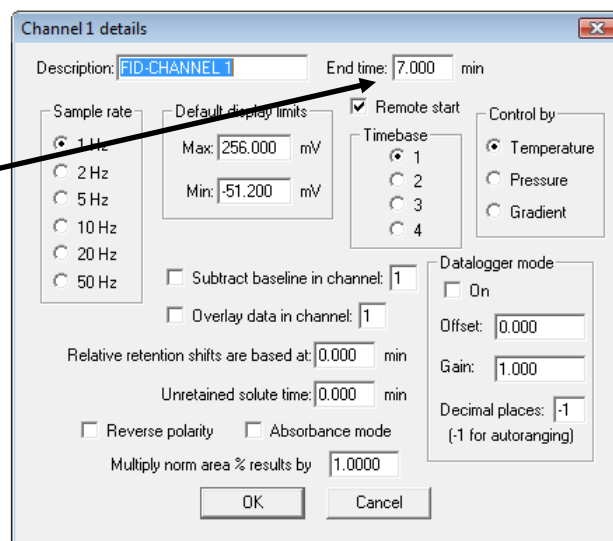 Channel 1 details
Description: FID-CHANNEL 1 End time: 7.000 min
Sample rate
1 Hz
2 Hz
5 Hz
10 Hz
20 Hz
50 Hz
Default display limits
Max: 256.000 mV
Min: -51.200 mV
Remote start
Timebase
1
2
3
4
Control by
Temperature
Pressure
Gradient
Subtract baseline in channel: 1
Overlay data in channel: 1
Relative retention shifts are based at: 0.000 min
Unretained solute time: 0.000 min
Reverse polarity Absorbance mode
Multiply norm area % results by 1.0000
Datalogger mode
On
Offset: 0.000
Gain: 1.000
Decimal places: -1
(-1 for autoranging)
OK Cancel